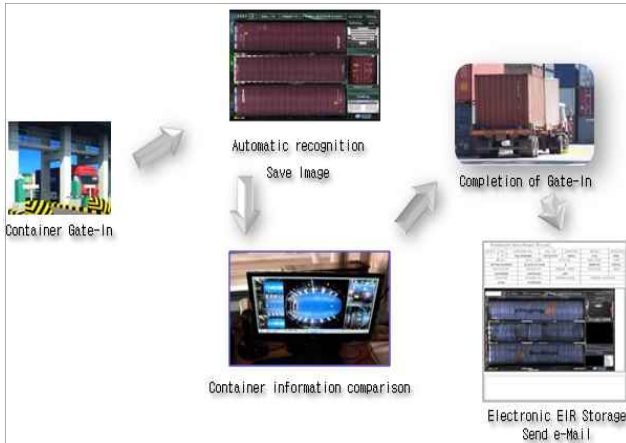 Container Gate-In
Automatic recognition
Save Image
Container information comparison
Completion of Gate-In
Electronic EIR Storage
Send e-Mail